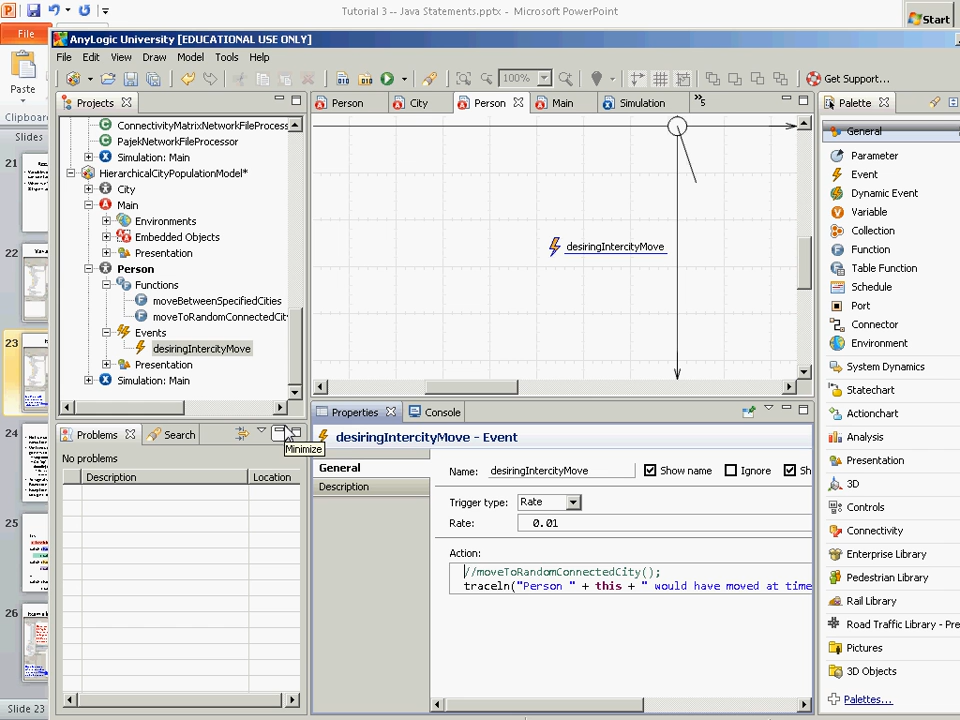 Tutorial 3 -- Java Statements.pptx - Microsoft PowerPoint
Start
File
AnyLogic University [EDUCATIONAL USE ONLY]
File Edit View Draw Model Tools Help
Paste
100%
Get Support...
Clipboard
Projects
Person City Person Main Simulation 5
Palette
Slides
ConnectivityMatrixNetworkFileProcess
PajekNetworkFileProcessor
Simulation: Main
HierarchicalCityPopulationModel*
City
Main
Environments
Embedded Objects
Presentation
Person
Functions
moveBetweenSpecifiedCities
moveToRandomConnectedCit
Events
desiringIntercityMove
Presentation
Simulation: Main
desiringIntercityMove
General
Parameter
Event
Dynamic Event
Variable
Collection
Function
Table Function
Schedule
Port
Connector
Environment
System Dynamics
Statechart
Actionchart
Analysis
Presentation
3D
Controls
Connectivity
Enterprise Library
Pedestrian Library
Rail Library
Road Traffic Library - Pre
Pictures
3D Objects
Palettes...
21
22
23
24
25
26
Problems Search
Minimize
No problems
Description Location
Properties Console
desiringIntercityMove - Event
General
Description
Name: desiringIntercityMove Show name Ignore Sh
Trigger type: Rate
Rate: 0.01
Action:
//moveToRandomConnectedCity();
traceln("Person " + this + " would have moved at time
Slide 23